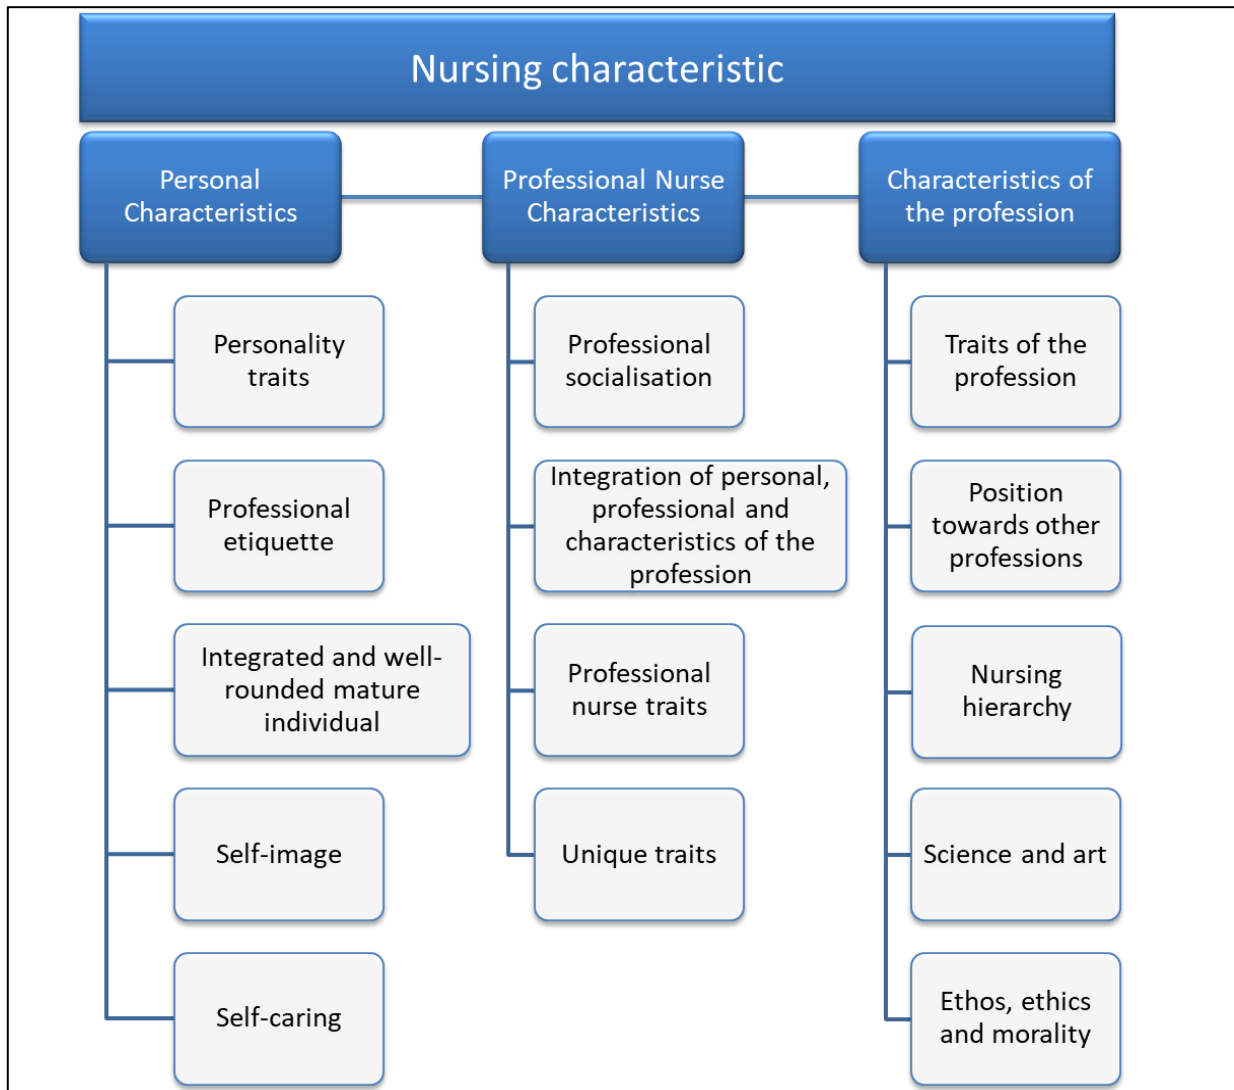 Nursing characteristic
Personal
Characteristics
Personality
traits
Professional
etiquette
Integrated and well-
rounded mature
individual
Self-image
Self-caring
Professional Nurse
Characteristics
Professional
socialisation
Integration of personal,
professional and
characteristics of the
profession
Professional
nurse traits
Unique traits
Characteristics of
the profession
Traits of the
profession
Position
towards other
professions
Nursing
hierarchy
Science and art
Ethos, ethics
and morality